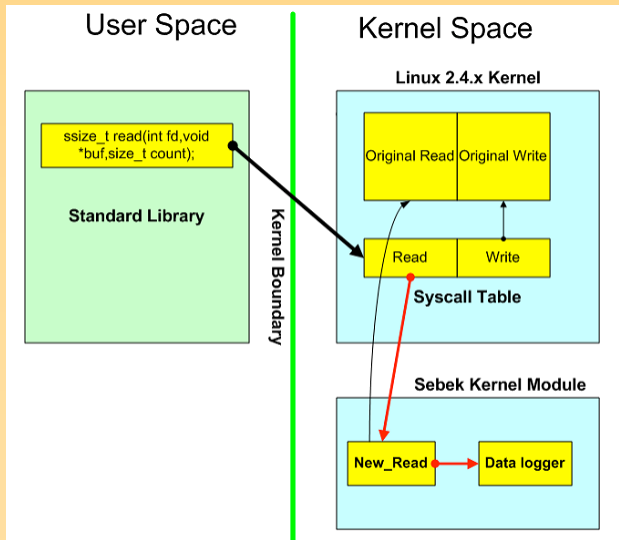 User Space
Kernel Space
Linux 2.4.x Kernel
ssize_t read(int fd,void
*buf,size_t count);
Standard Library
Kernel Boundary
Original Read
Original Write
Read
Write
Syscall Table
Sebek Kernel Module
New_Read
Data logger